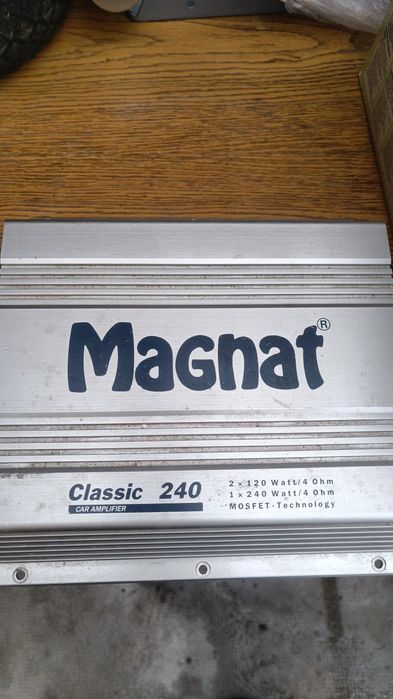 Magnat®
Classic 240
CAR AMPLIFIER
2 x 120 Watt/4 Ohm
1 x 240 Watt/4 Ohm
MOSFET-Technology